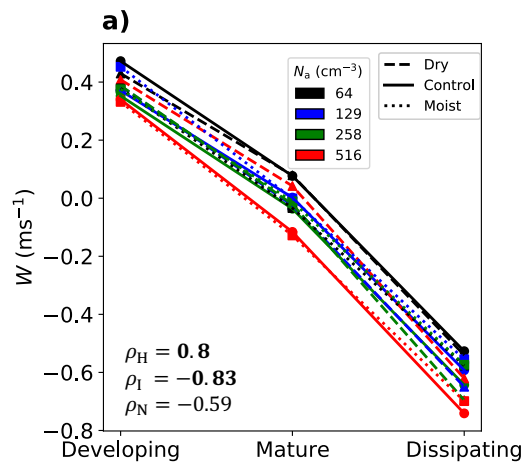 a)
N_a (cm⁻³)
64
129
258
516
Dry
Control
Moist
W (ms⁻¹)
0.4
0.2
0.0
−0.2
−0.4
−0.6
−0.8
ρ_H = 0.8
ρ_I = −0.83
ρ_N = −0.59
Developing Mature Dissipating